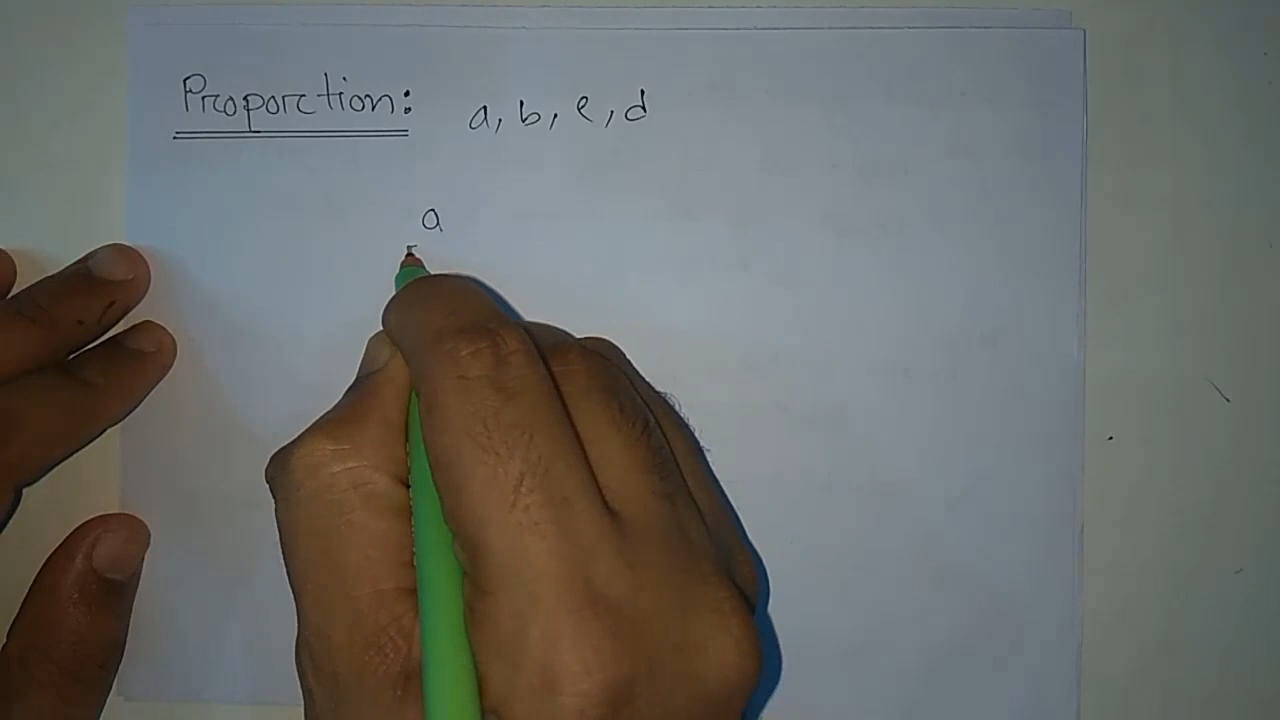 Proporction: a, b, c, d
a